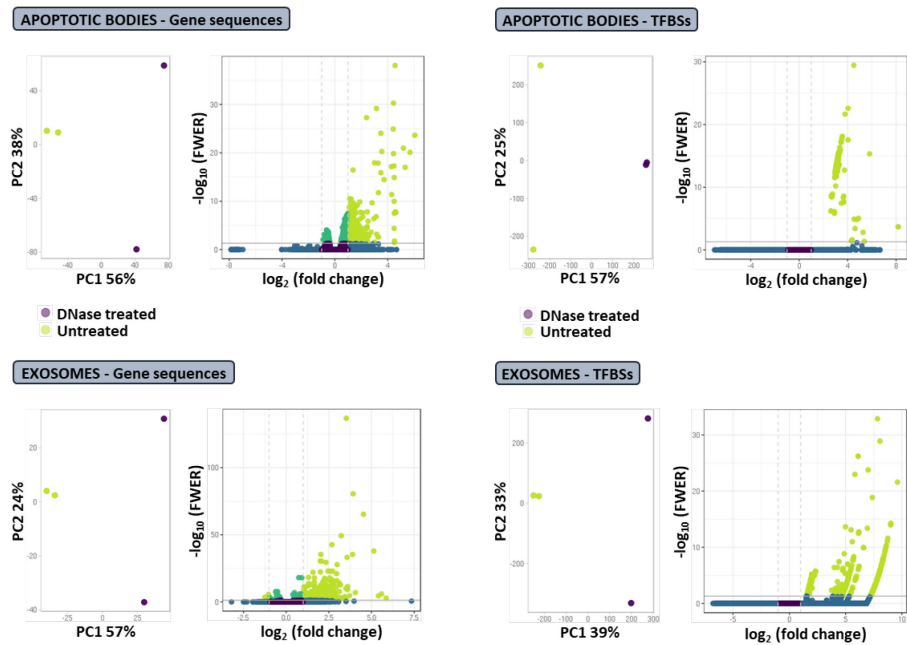 APOPTOTIC BODIES - Gene sequences
APOPTOTIC BODIES - TFBSs
PC2 38%
40
0
-40
-80
-40
0
40
80
PC1 56%
-log₁₀ (FWER)
40
30
20
10
0
-8
-4
0
4
log₂ (fold change)
PC2 25%
200
100
0
-100
-200
-300
-200
-100
0
100
200
PC1 57%
-log₁₀ (FWER)
30
20
10
0
-4
0
4
8
log₂ (fold change)
DNase treated
Untreated
DNase treated
Untreated
EXOSOMES - Gene sequences
EXOSOMES - TFBSs
PC2 24%
20
0
-20
-40
-25
0
25
PC1 57%
-log₁₀ (FWER)
100
50
0
2.5
0.0
2.5
5.0
7.5
log₂ (fold change)
PC2 33%
200
0
-200
-200
-100
0
100
200
300
PC1 39%
-log₁₀ (FWER)
30
20
10
0
-5
0
5
10
log₂ (fold change)